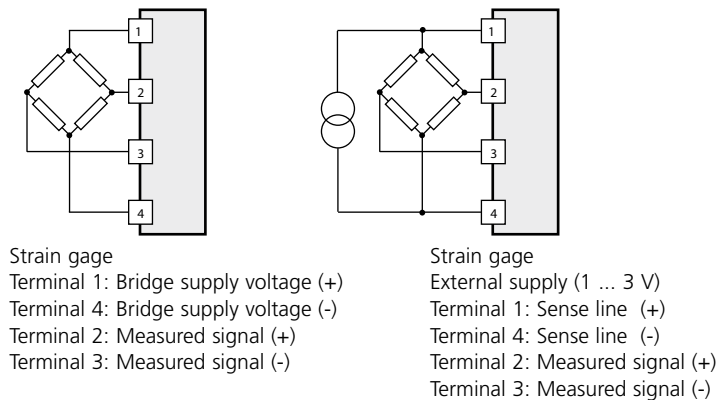 1
2
3
4
1
2
3
4
Strain gage
Terminal 1: Bridge supply voltage (+)
Terminal 4: Bridge supply voltage (-)
Terminal 2: Measured signal (+)
Terminal 3: Measured signal (-)
Strain gage
External supply (1 ... 3 V)
Terminal 1: Sense line (+)
Terminal 4: Sense line (-)
Terminal 2: Measured signal (+)
Terminal 3: Measured signal (-)